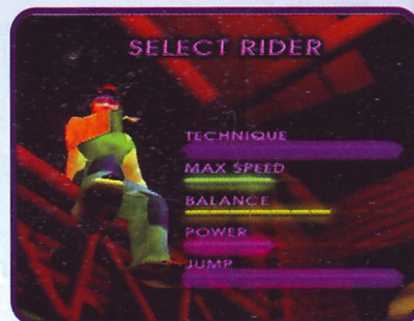 SELECT RIDER
TECHNIQUE
MAX SPEED
BALANCE
POWER
JUMP